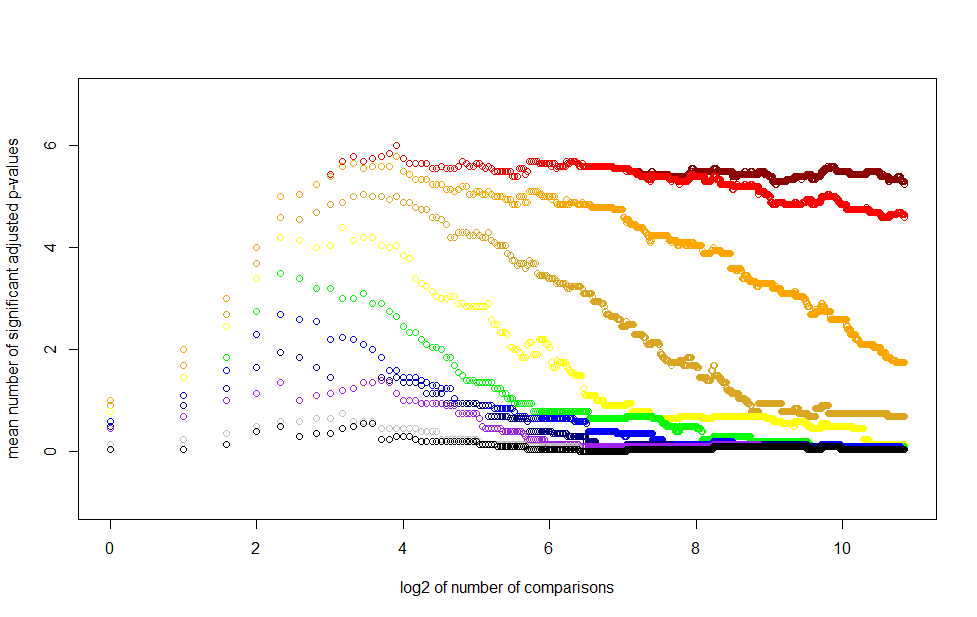 mean number of significant adjusted p-values
6
4
2
0
0 2 4 6 8 10
log2 of number of comparisons